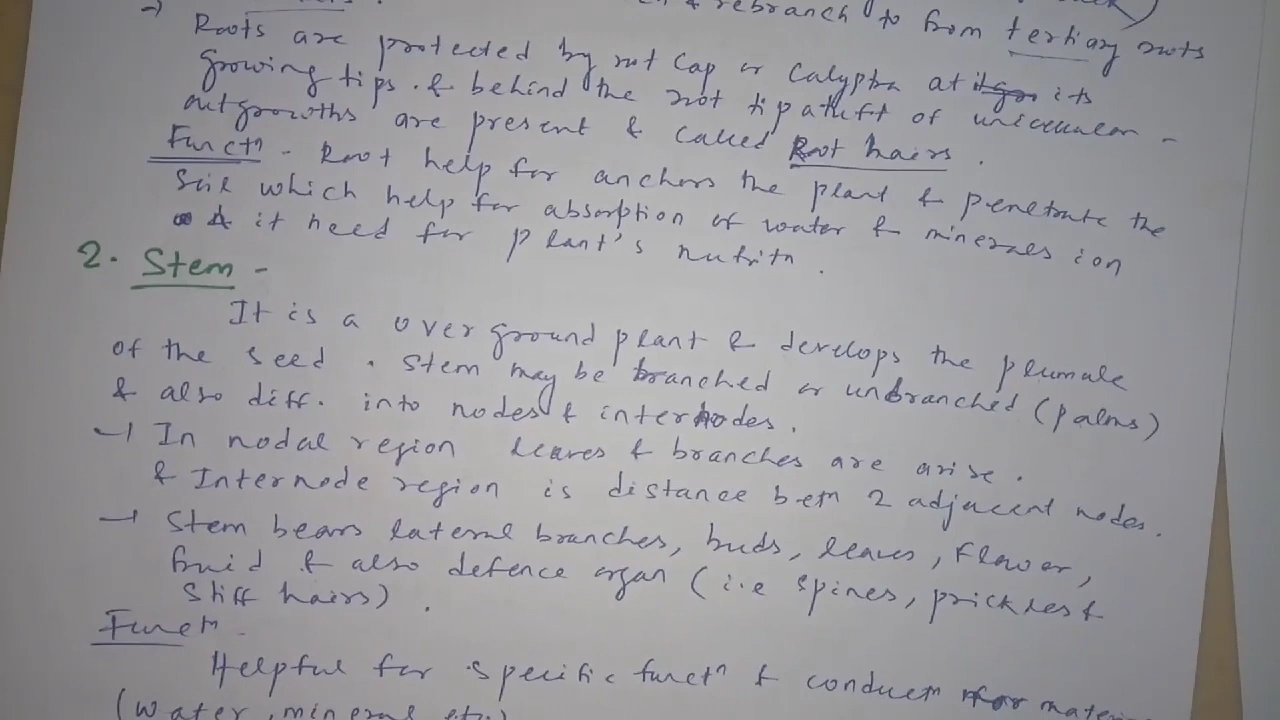 & rebranch to from tertiary roots
→ Roots are protected by root cap or calyptra at its
growing tips. & behind the root tip a tuft of unicellular -
outgrowths are present & called Root hairs.
Functn - Root help for anchors the plant & penetrate the
Soil which help for absorption of water & minerals ion
it need for plant's nutritn.
2. Stem -
It is a over ground plant & develops the plumule
of the seed. Stem may be branched or unbranched (palms)
& also diff. into nodes & internodes.
→ In nodal region leaves & branches are arise.
& Internode region is distance betn 2 adjacent nodes.
→ Stem bears lateral branches, buds, leaves, Flower,
fruid & also defence organ (i.e spines, prickles &
Stiff hairs).
Functn -
Helpful for specific functn & conductn for
(water, mineral etc)